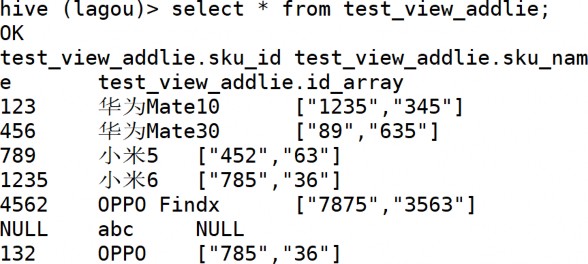 hive (lagou)> select * from test_view_addlie;
OK
test_view_addlie.sku_id test_view_addlie.sku_nam
e test_view_addlie.id_array
123 华为Mate10 ["1235","345"]
456 华为Mate30 ["89","635"]
789 小米5 ["452","63"]
1235 小米6 ["785","36"]
4562 OPPO Findx ["7875","3563"]
NULL abc NULL
132 OPPO ["785","36"]